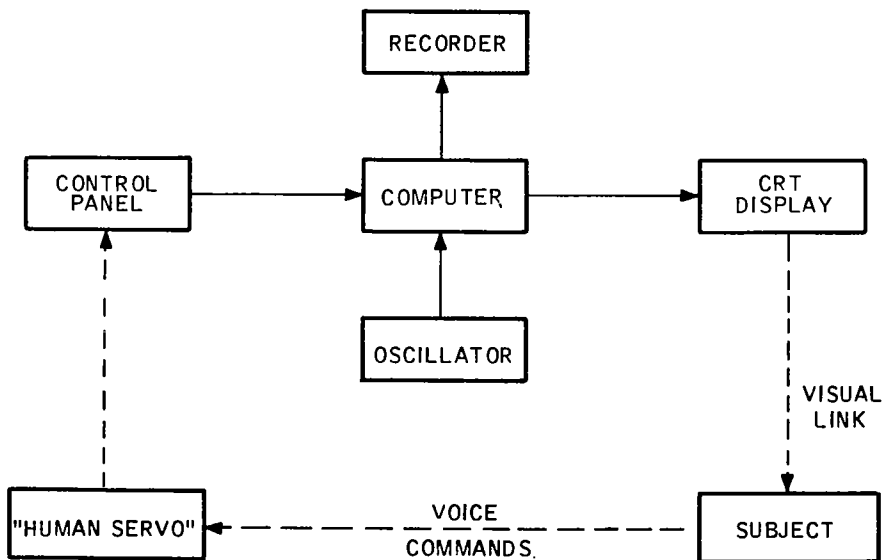 RECORDER
CONTROL
PANEL
COMPUTER
CRT
DISPLAY
OSCILLATOR
VISUAL
LINK
"HUMAN SERVO"
VOICE
COMMANDS.
SUBJECT